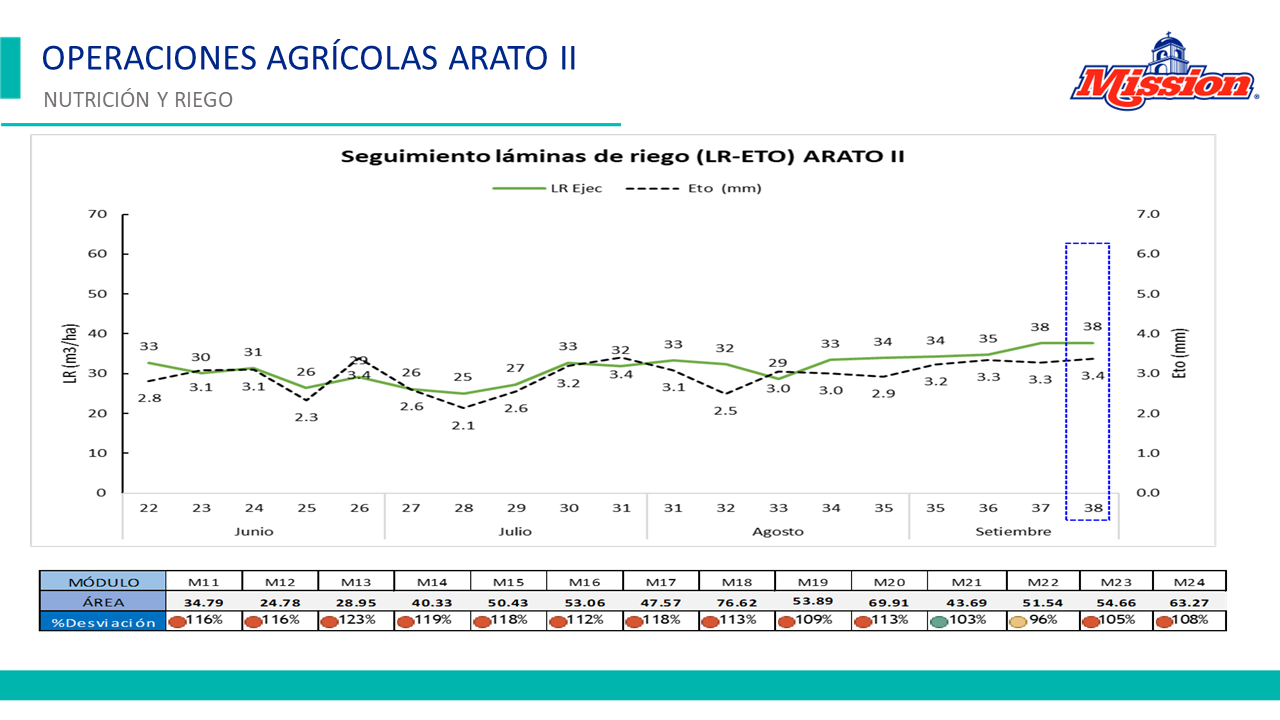 OPERACIONES AGRÍCOLAS ARATO II
NUTRICIÓN Y RIEGO
Mission®
Seguimiento láminas de riego (LR-ETO) ARATO II
LR Ejec Eto (mm)
70 7.0
60 6.0
50 5.0
40 4.0
30 3.0
20 2.0
10 1.0
0 0.0
LR (m3/ha)
Eto (mm)
33 30 31 26 29 26 25 27 33 32 33 32 29 33 34 34 35 38 38
2.8 3.1 3.1 2.3 3.4 2.6 2.1 2.6 3.2 3.4 3.1 2.5 3.0 3.0 2.9 3.2 3.3 3.3 3.4
22 23 24 25 26 27 28 29 30 31 31 32 33 34 35 35 36 37 38
Junio Julio Agosto Setiembre
MÓDULO M11 M12 M13 M14 M15 M16 M17 M18 M19 M20 M21 M22 M23 M24
ÁREA 34.79 24.78 28.95 40.33 50.43 53.06 47.57 76.62 53.89 69.91 43.69 51.54 54.66 63.27
%Desviación 116% 116% 123% 119% 118% 112% 118% 113% 109% 113% 103% 96% 105% 108%